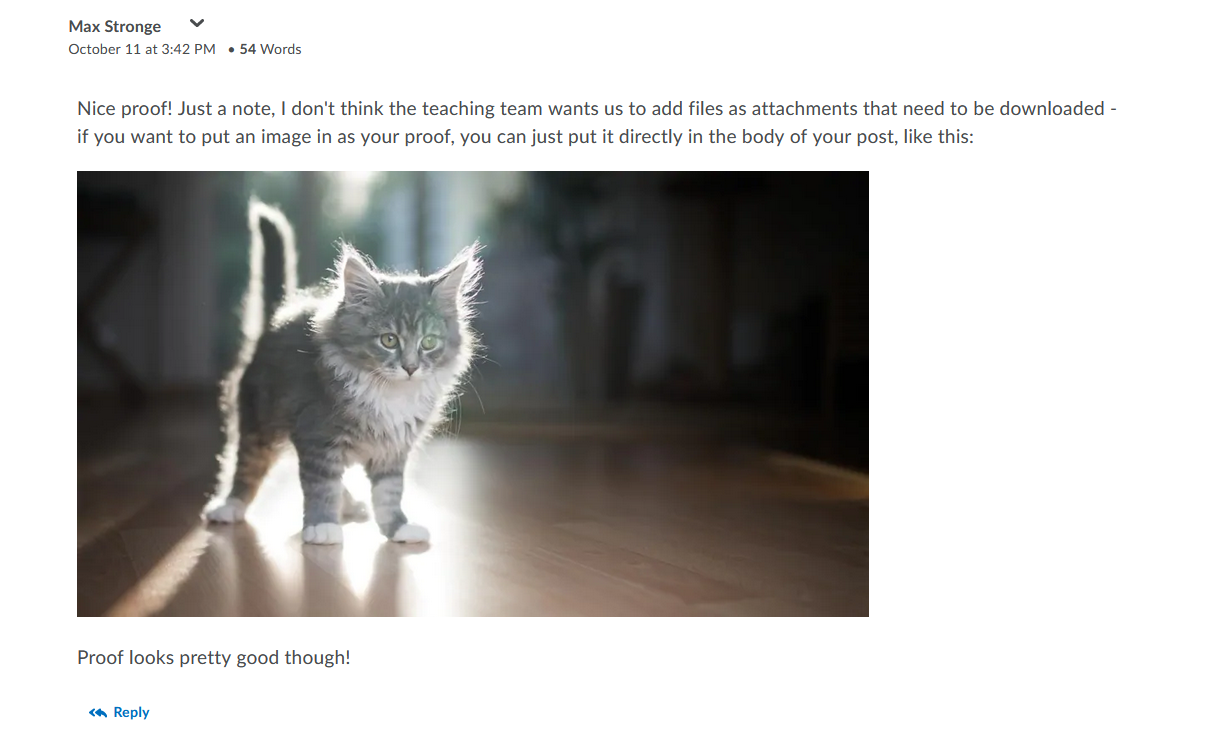 Max Stronge
October 11 at 3:42 PM • 54 Words
Nice proof! Just a note, I don't think the teaching team wants us to add files as attachments that need to be downloaded -
if you want to put an image in as your proof, you can just put it directly in the body of your post, like this:
Proof looks pretty good though!
Reply